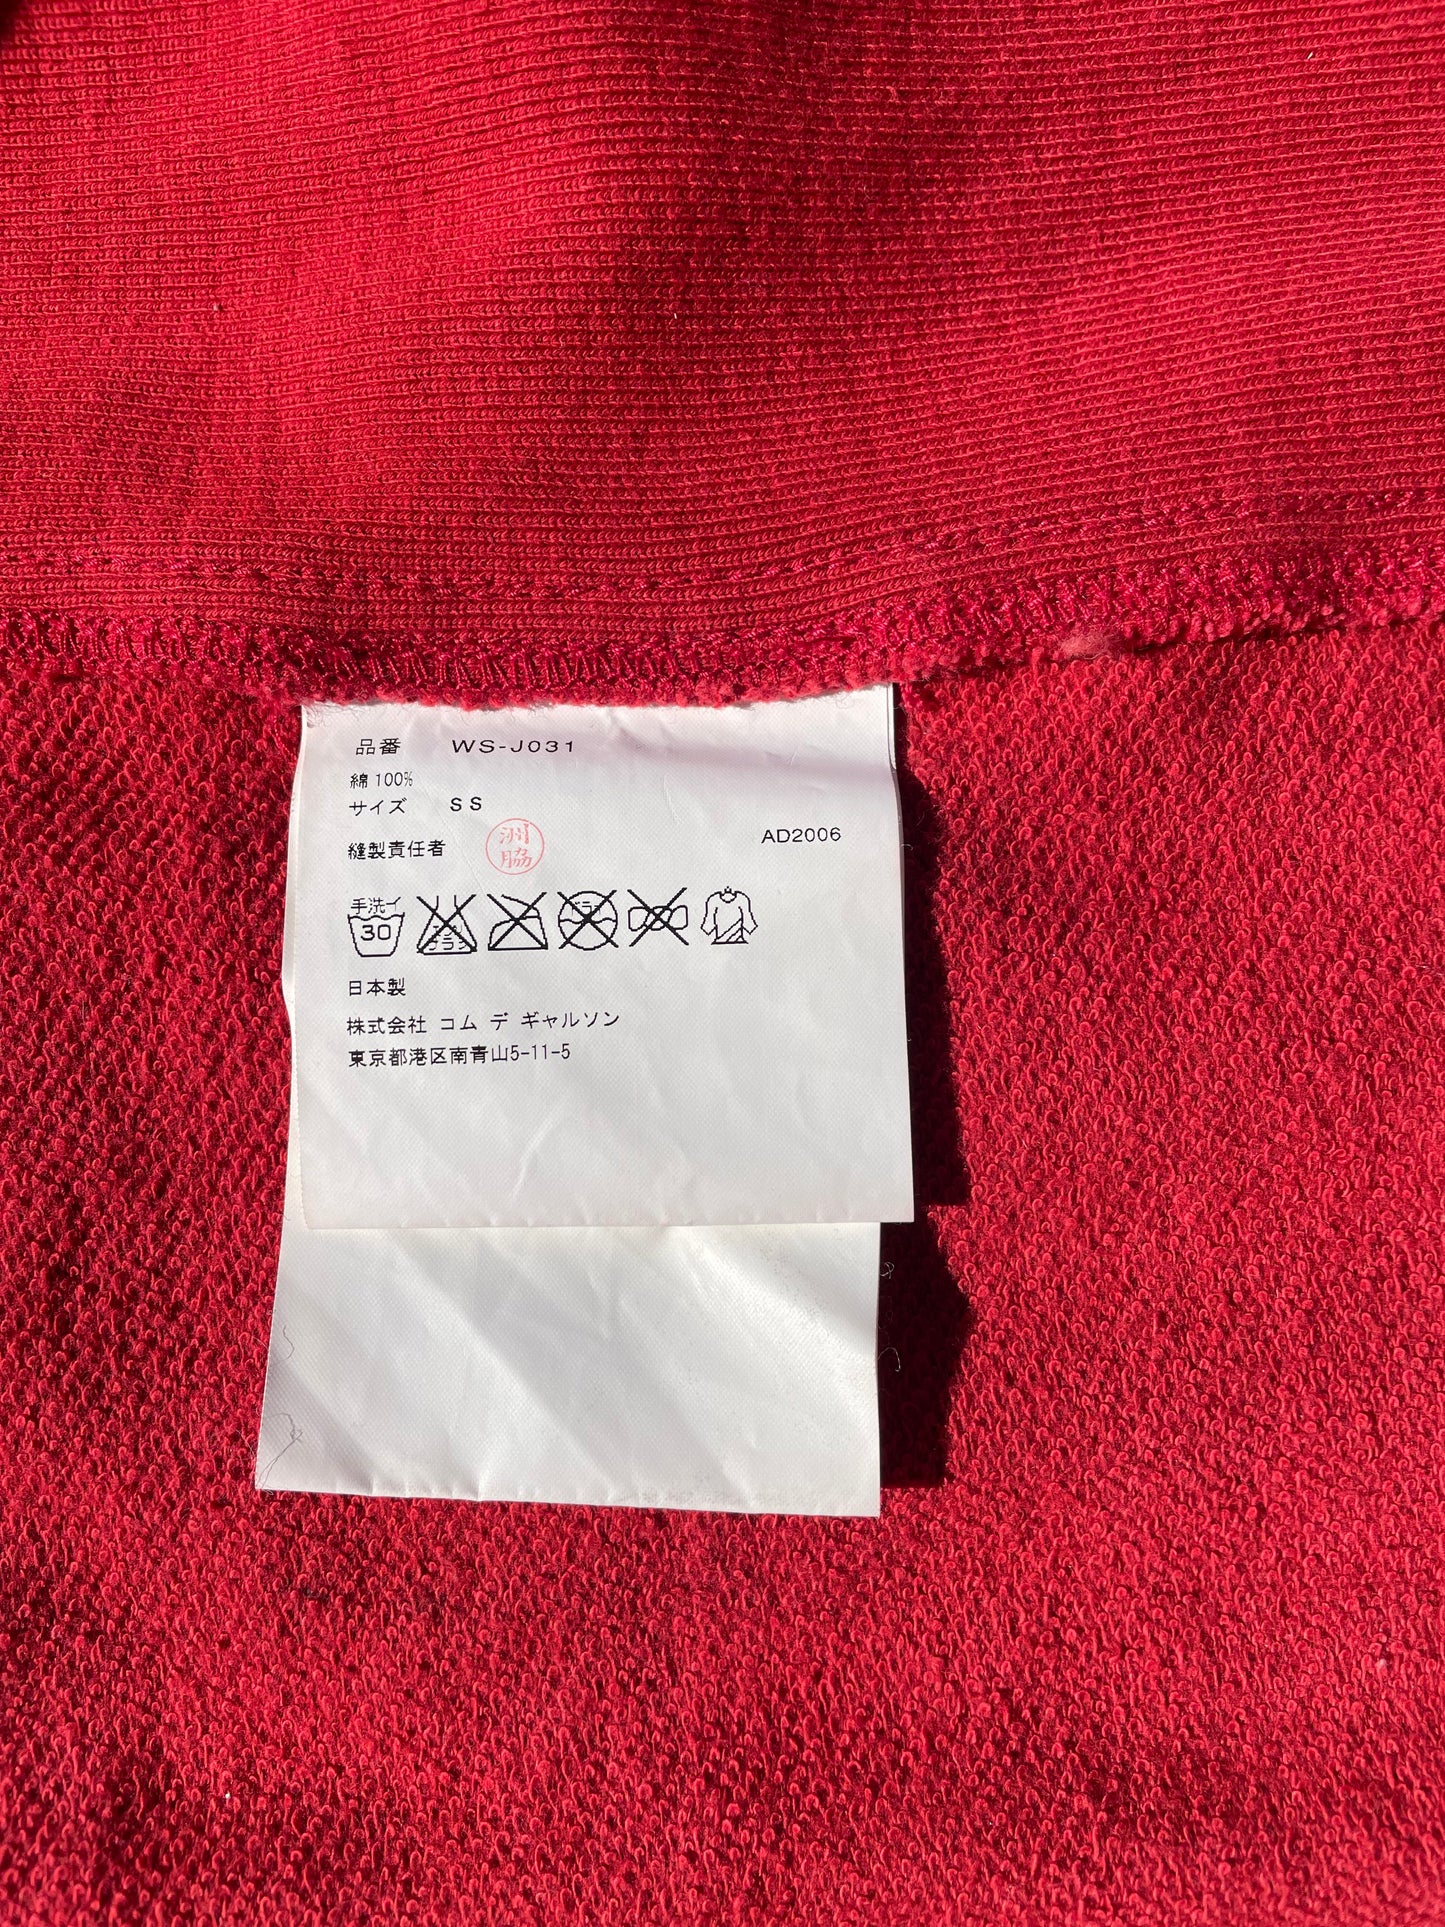 品番 WS-J031
綿 100%
サイズ SS
縫製責任者 洲脇 AD2006
手洗イ
30
日本製
株式会社 コム デ ギャルソン
東京都港区南青山5-11-5